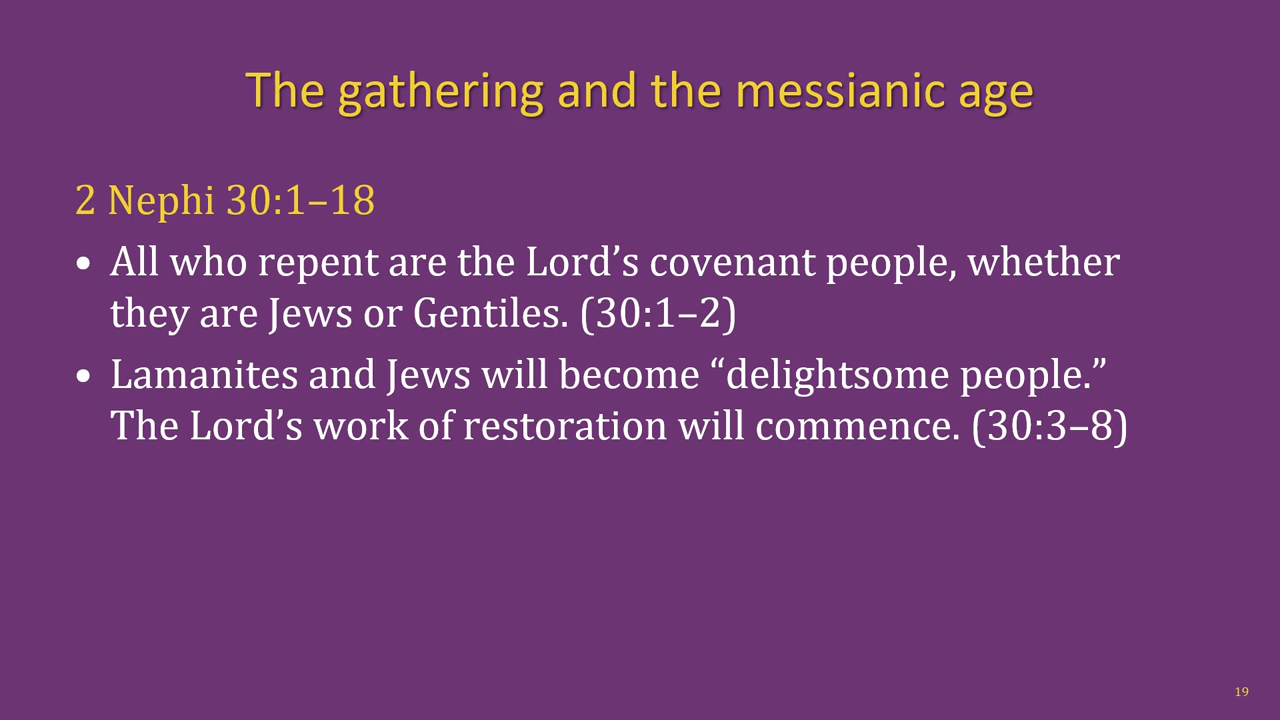 The gathering and the messianic age
2 Nephi 30:1–18
• All who repent are the Lord’s covenant people, whether
they are Jews or Gentiles. (30:1–2)
• Lamanites and Jews will become “delightsome people.”
The Lord’s work of restoration will commence. (30:3–8)
19